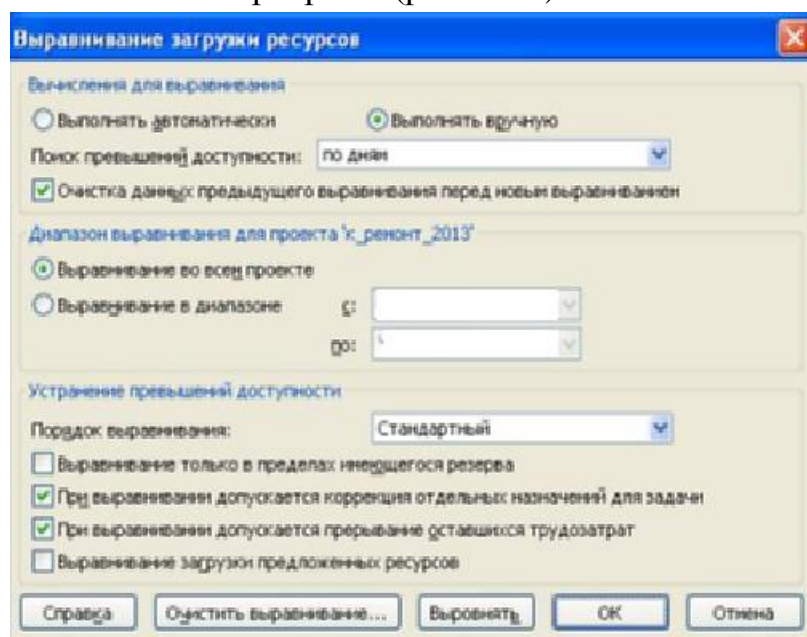 Выравнивание загрузки ресурсов
Вычисления для выравнивания
Выполнять автоматически Выполнять вручную
Поиск превышений доступности: по дням
Очистка данных предыдущего выравнивания перед новым выравниванием
Диапазон выравнивания для проекта 'к_ремонт_2013'
Выравнивание во всем проекте
Выравнивание в диапазоне с:
по:
Устранение превышений доступности
Порядок выравнивания: Стандартный
Выравнивание только в пределах имеющегося резерва
При выравнивании допускается коррекция отдельных назначений для задачи
При выравнивании допускается прерывание оставшихся трудозатрат
Выравнивание загрузки предложенных ресурсов
Справка Очистить выравнивание... Выровнять ОК Отмена